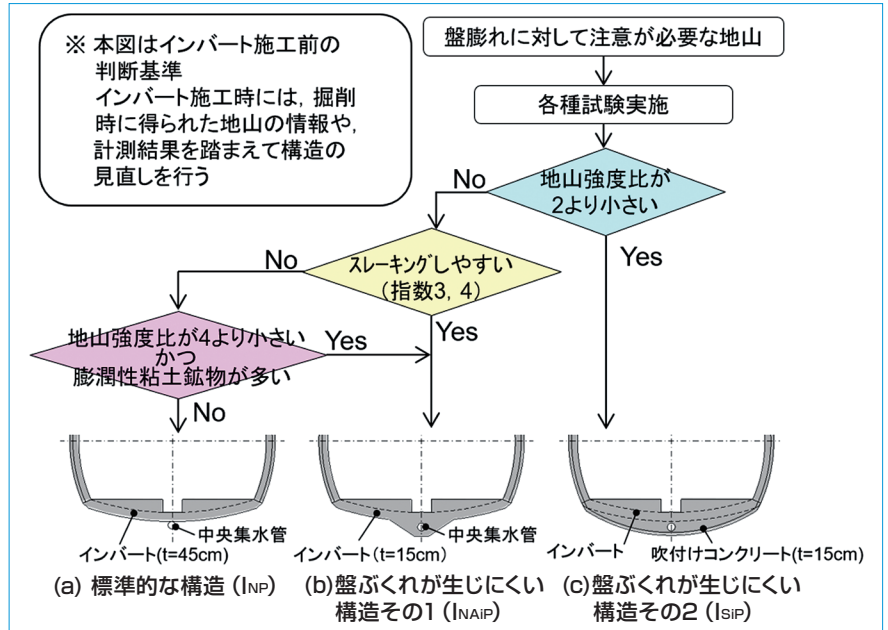 ※ 本図はインバート施工前の
判断基準
インバート施工時には，掘削
時に得られた地山の情報や，
計測結果を踏まえて構造の
見直しを行う
盤膨れに対して注意が必要な地山
各種試験実施
地山強度比が
2より小さい
No
Yes
スレーキングしやすい
（指数3，4）
No
Yes
地山強度比が4より小さい
かつ
膨潤性粘土鉱物が多い
Yes
No
中央集水管
インバート(t=45cm)
(a) 標準的な構造（INP）
中央集水管
インバート（t=15cm）
(b)盤ぶくれが生じにくい
構造その1（INAiP）
インバート
吹付けコンクリート(t=15cm)
(c)盤ぶくれが生じにくい
構造その2（ISiP）